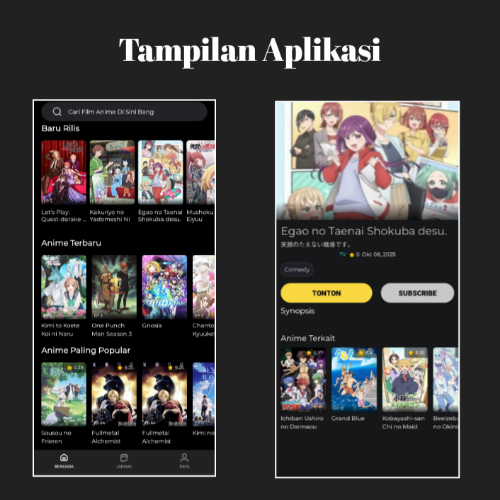 Tampilan Aplikasi
Cari Film Anime Di Sini Bang
Baru Rilis
Let's Play:
Quest-darake ...
Kakuriyo no
Yadomeshi Ni
Egao no Taenai
Shokuba desu.
Mushoku
Eiyuu
Anime Terbaru
Kimi to Koete
Koi ni Naru
One Punch
Man Season 3
Gnosia
Chanto
Kyuuket
Anime Paling Populer
Sousou no
Frieren
Fullmetal
Alchemist
Fullmetal
Alchemist
Kimi no
BERANDA
JADWAL
Egao no Taenai Shokuba desu.
笑顔のたえない職場です。
TV 0 Okt 06, 2025
Comedy
TONTON
SUBSCRIBE
Synopsis
Anime Terkait
Ichiban Ushiro
no Daimaou
Grand Blue
Kobayashi-san
Chi no Maid
Beelzeb
no Okini